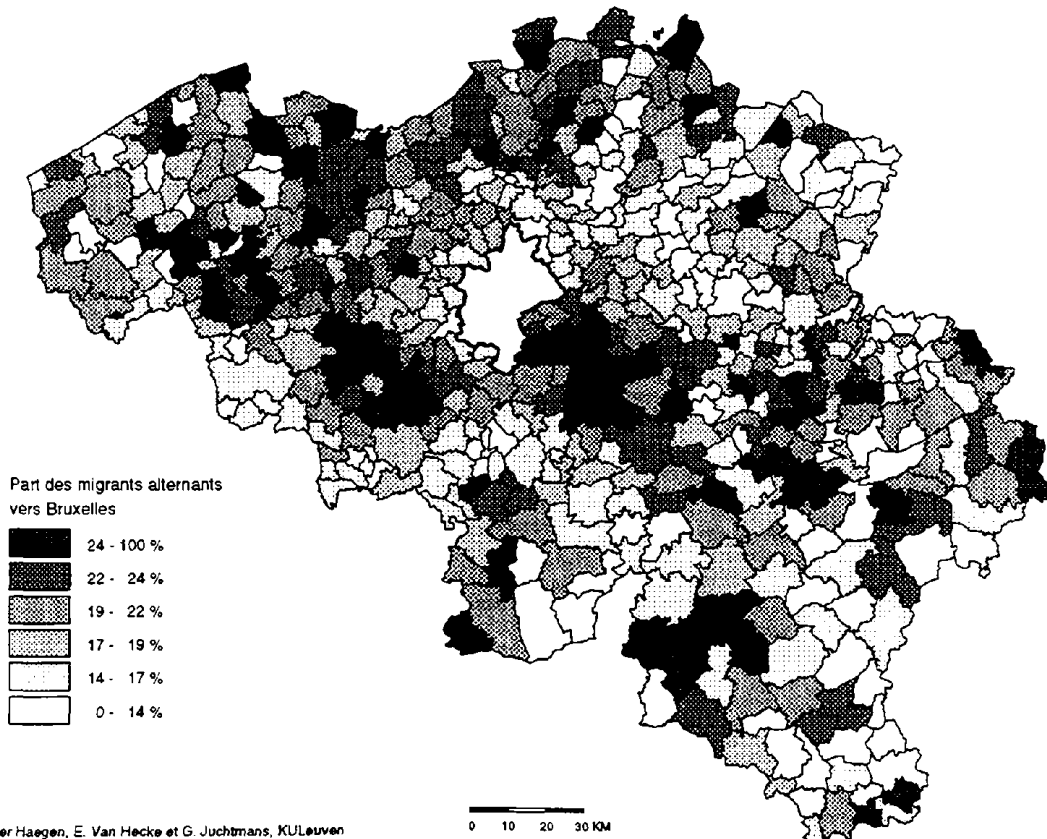 Part des migrants alternants
vers Bruxelles
24 - 100 %
22 - 24 %
19 - 22 %
17 - 19 %
14 - 17 %
0 - 14 %
er Haegen, E. Van Hecke et G. Juchtmans, KULeuven
0 10 20 30 KM